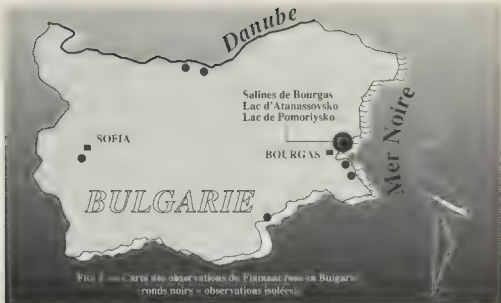 Danube
Salines de Bourgas
Lac d'Atanassovsko
Lac de Pomoriysko
SOFIA
BOURGAS
Mer Noire
BULGARIE
Carte des observations du Flamant rose en Bulgarie
ronds noirs = observations isolées).